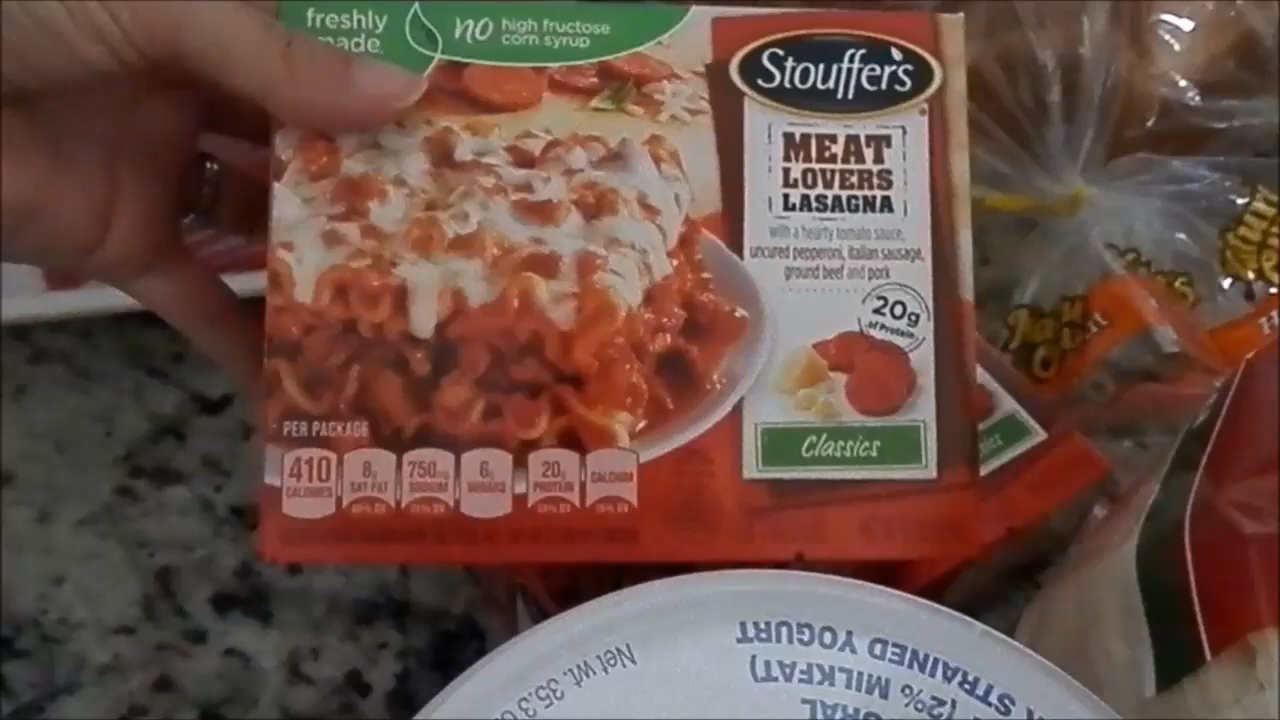 freshly
made.
no high fructose
corn syrup
Stouffer's
MEAT
LOVERS
LASAGNA
with a hearty tomato sauce,
uncured pepperoni, italian sausage,
ground beef and pork
20g
of Protein
Classics
PER PACKAGE
410
CALORIES
8g
SAT FAT
750mg
SODIUM
6g
SUGARS
20g
PROTEIN
CALCIUM
Net wt. 35.3
STRAINED YOGURT
(2% MILKFAT)